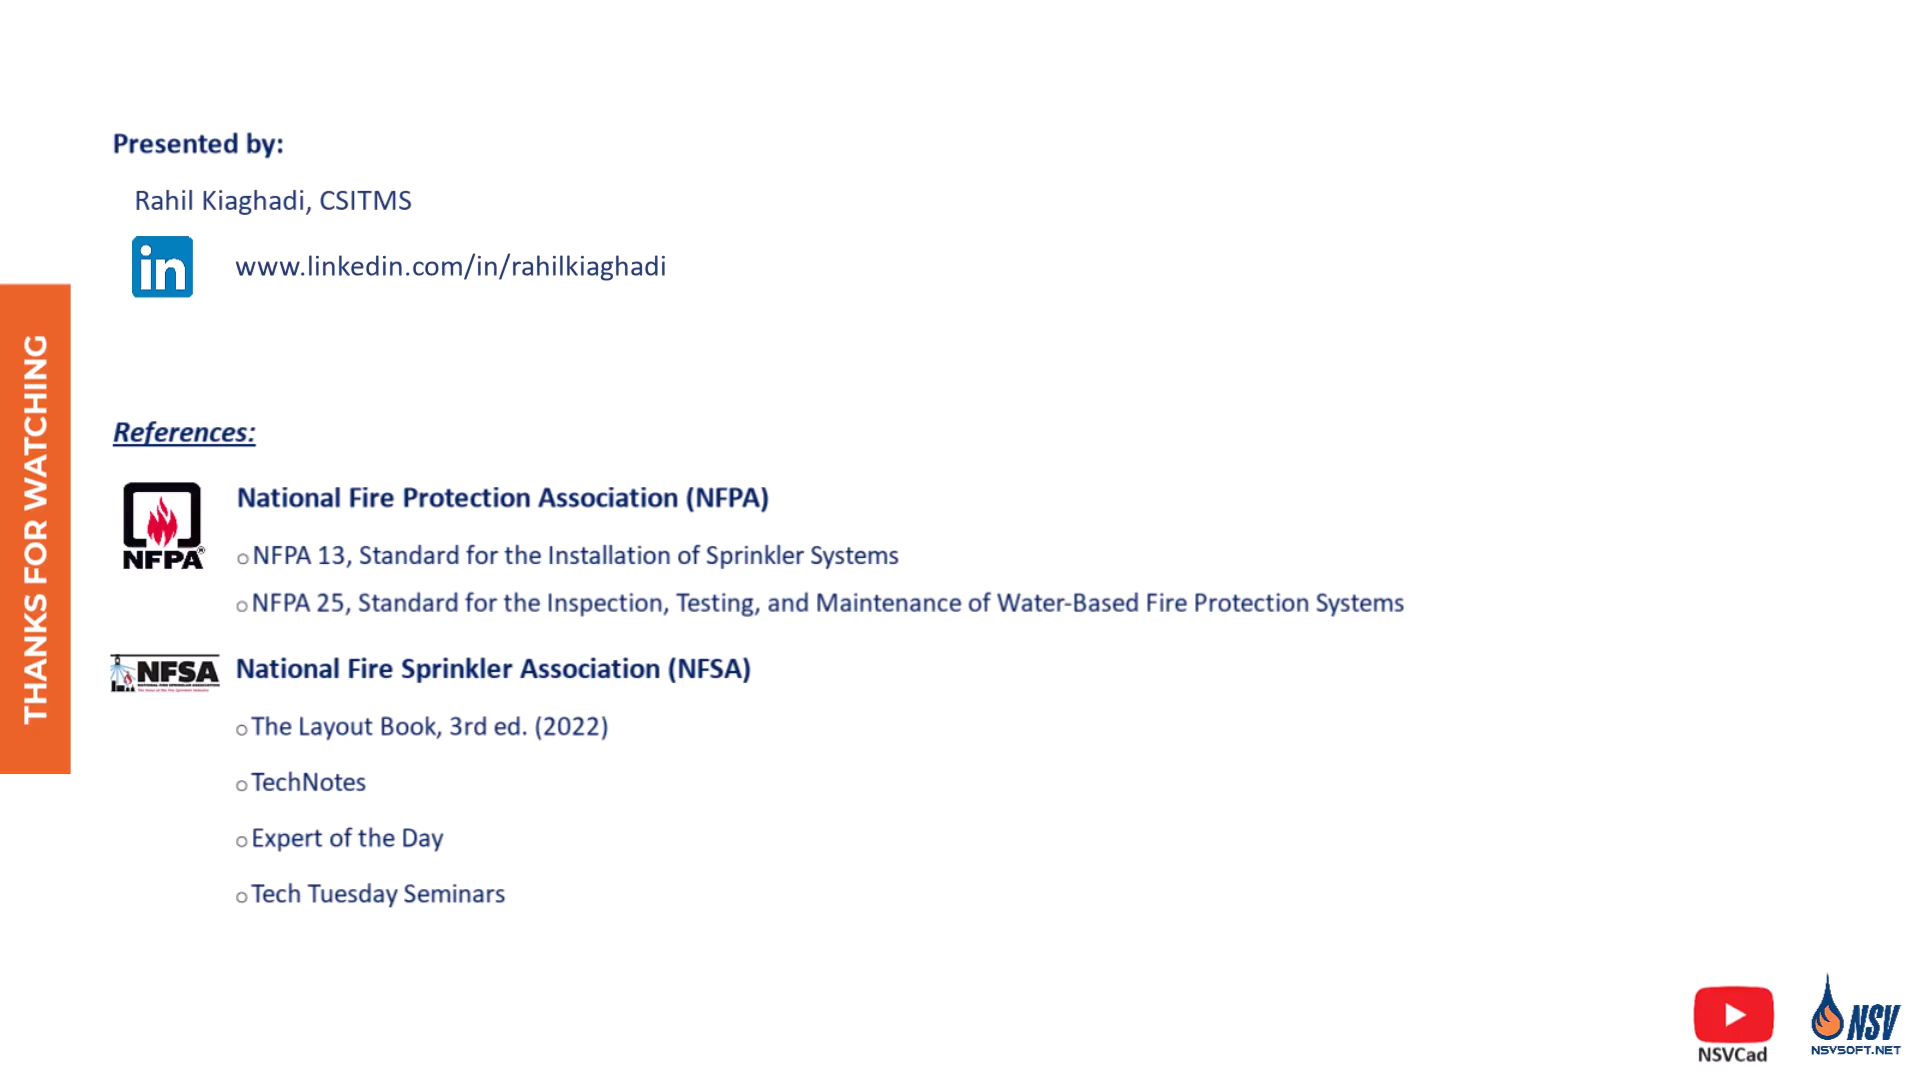 Presented by:
Rahil Kiaghadi, CSITMS
in
www.linkedin.com/in/rahilkiaghadi
THANKS FOR WATCHING
References:
NFPA®
National Fire Protection Association (NFPA)
NFPA 13, Standard for the Installation of Sprinkler Systems
NFPA 25, Standard for the Inspection, Testing, and Maintenance of Water-Based Fire Protection Systems
NFSA
National Fire Sprinkler Association (NFSA)
The Layout Book, 3rd ed. (2022)
TechNotes
Expert of the Day
Tech Tuesday Seminars
NSVCad
NSV
NSVSOFT.NET